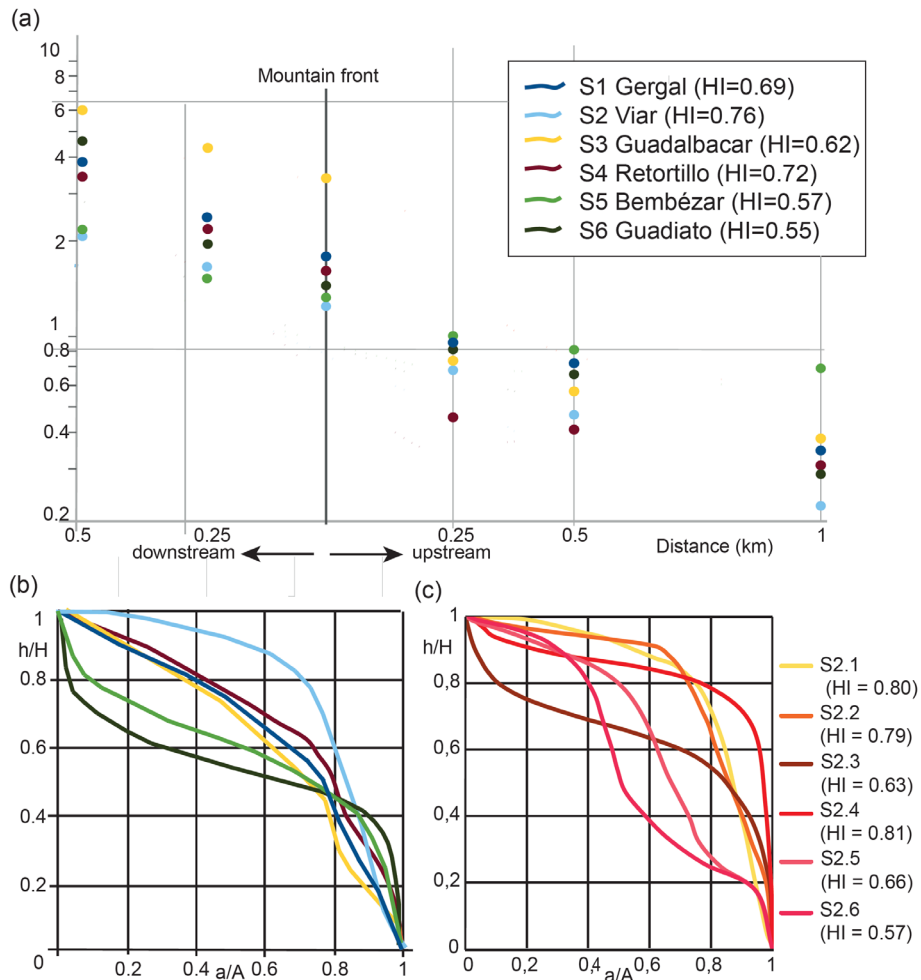 (a)
10
8
6
4
2
1
0.8
0.6
0.4
0.2
Mountain front
S1 Gergal (HI=0.69)
S2 Viar (HI=0.76)
S3 Guadalbacar (HI=0.62)
S4 Retortillo (HI=0.72)
S5 Bembézar (HI=0.57)
S6 Guadiato (HI=0.55)
0.5 0.25 0.25 0.5 Distance (km) 1
downstream upstream
(b)
1
h/H
0.8
0.6
0.4
0.2
0
0.2 0.4 0.6 0.8 1
a/A
(c)
1
h/H
0.8
0.6
0.4
0.2
0
0 0,2 0,4 0.6 0.8 1
a/A
S2.1
(HI = 0.80)
S2.2
(HI = 0.79)
S2.3
(HI = 0.63)
S2.4
(HI = 0.81)
S2.5
(HI = 0.66)
S2.6
(HI = 0.57)